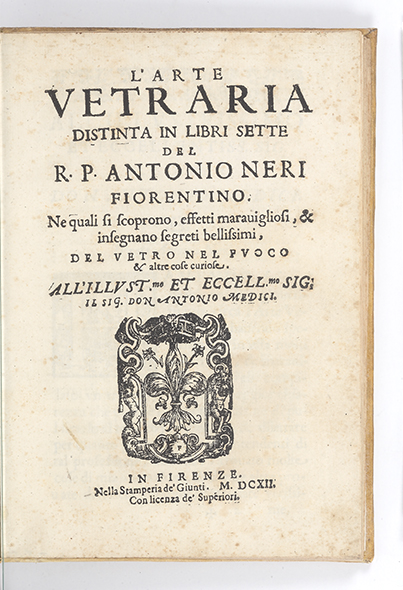 L'ARTE
VETRARIA
DISTINTA IN LIBRI SETTE
DEL
R. P. ANTONIO NERI
FIORENTINO.
Ne quali si scoprono, effetti marauigliosi, &
insegnano segreti bellissimi,
DEL VETRO NEL FVOCO
& altre cose curiose.
ALL'ILLVST.mo ET ECCELL.mo SIG;
IL SIG. DON ANTONIO MEDICI.
IN FIRENZE.
Nella Stamperia de' Giunti. M. DCXII.
Con licenza de' Superiori.